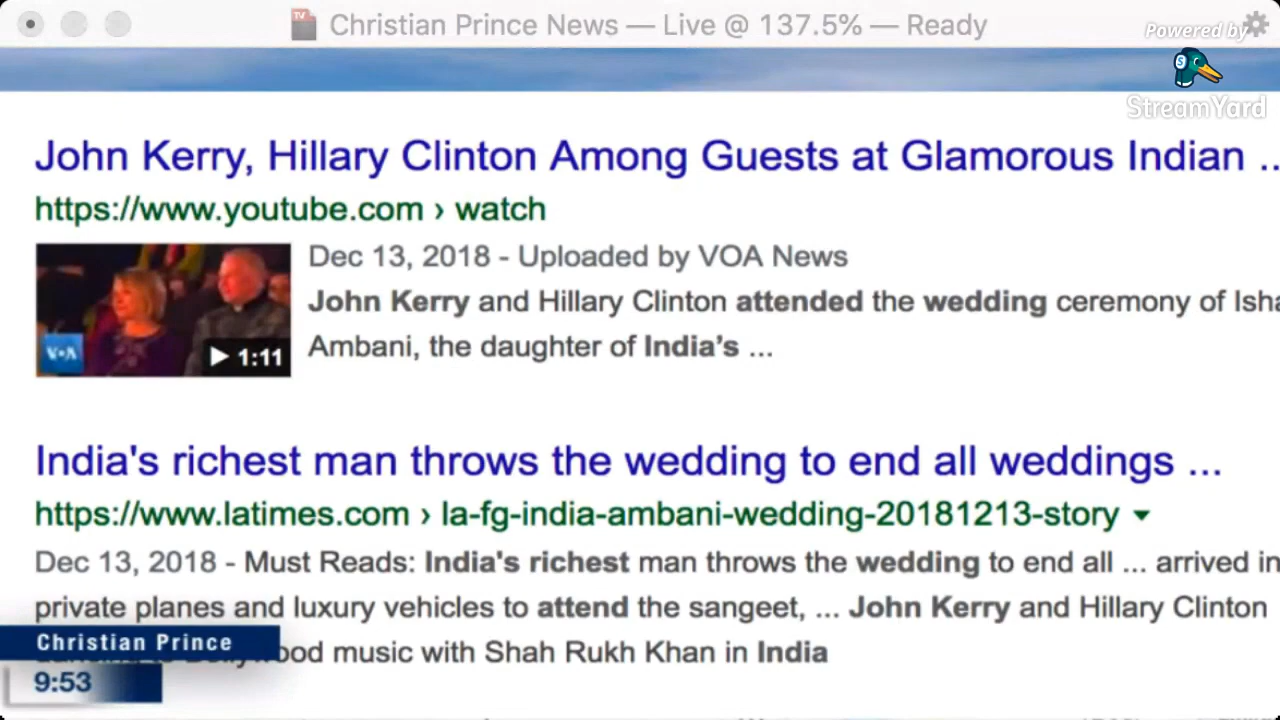 Christian Prince News — Live @ 137.5% — Ready
Powered by
StreamYard
John Kerry, Hillary Clinton Among Guests at Glamorous Indian ...
https://www.youtube.com › watch
Dec 13, 2018 - Uploaded by VOA News
John Kerry and Hillary Clinton attended the wedding ceremony of Isha
Ambani, the daughter of India's ...
VOA
1:11
India's richest man throws the wedding to end all weddings ...
https://www.latimes.com › la-fg-india-ambani-wedding-20181213-story
Dec 13, 2018 - Must Reads: India's richest man throws the wedding to end all ... arrived in
private planes and luxury vehicles to attend the sangeet, ... John Kerry and Hillary Clinton
music with Shah Rukh Khan in India
Christian Prince
9:53